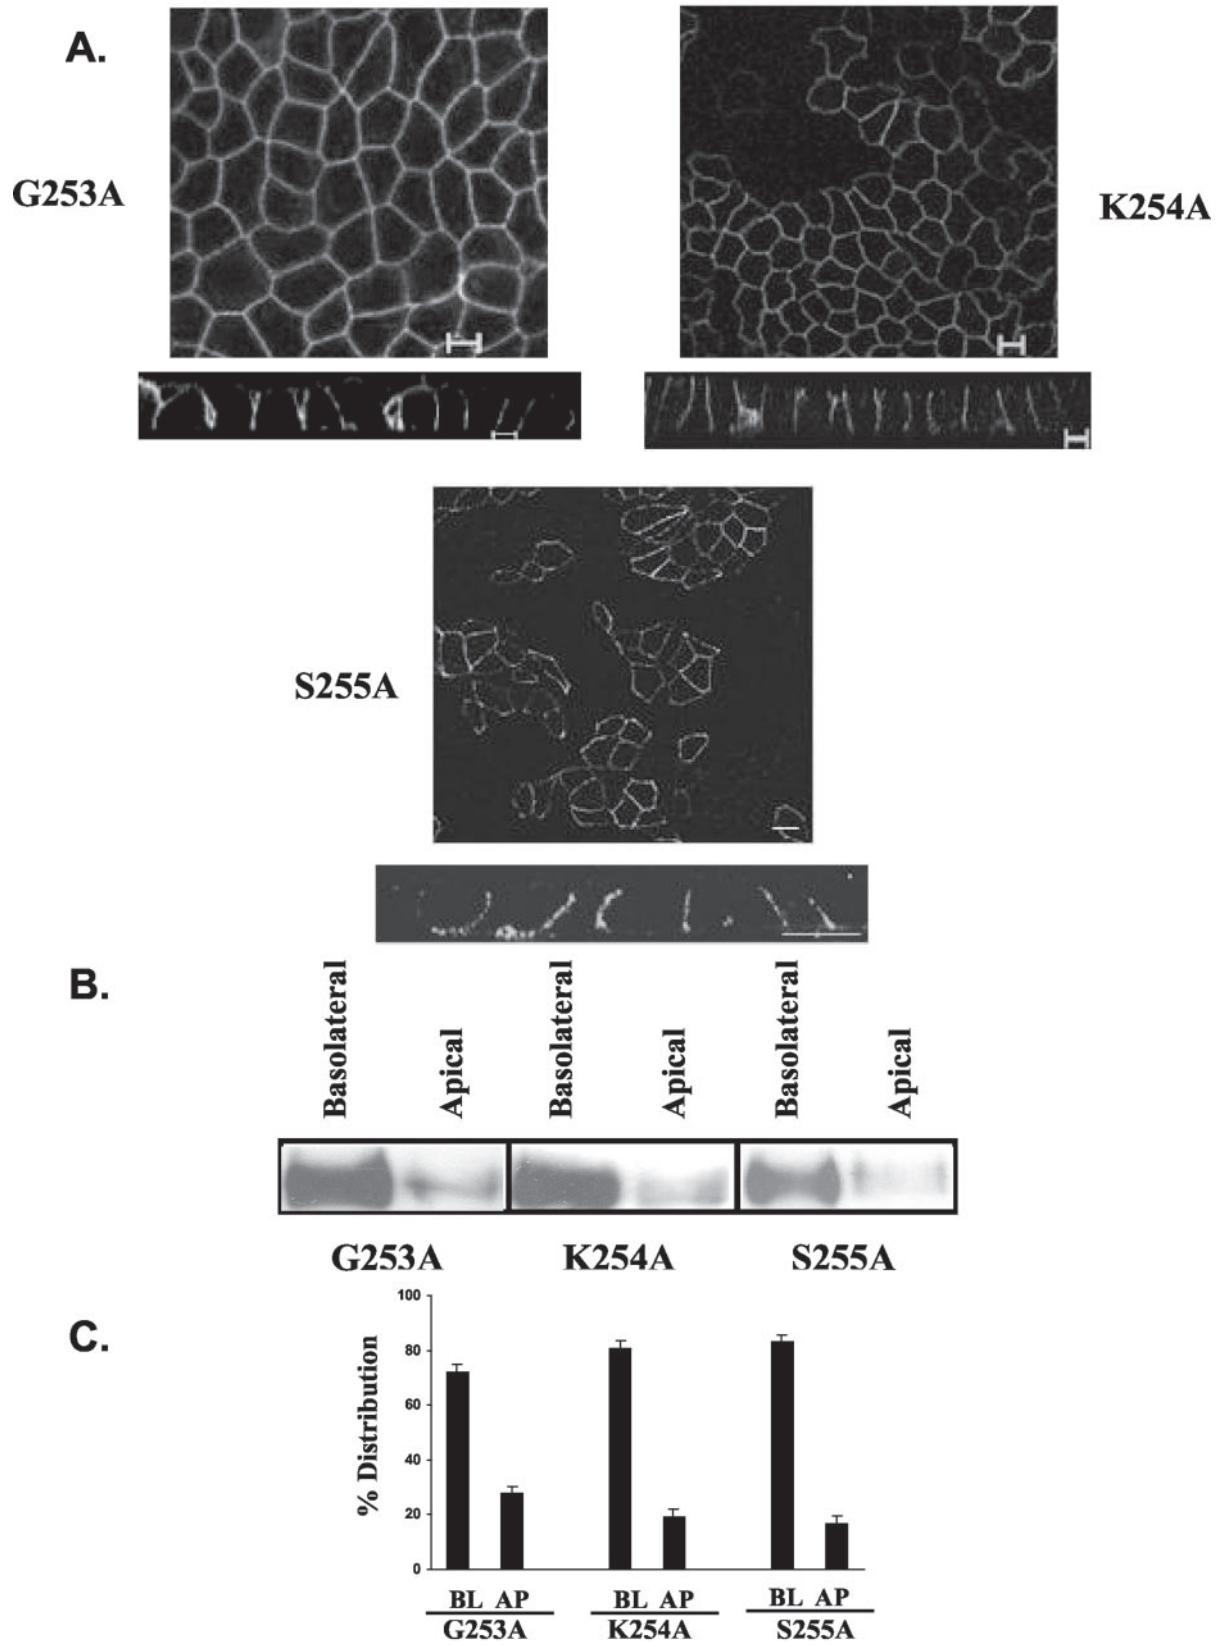 A.
G253A
K254A
S255A
B.
Basolateral
Apical
Basolateral
Apical
Basolateral
Apical
G253A
K254A
S255A
C.
% Distribution
100
80
60
40
20
0
BL AP
BL AP
BL AP
G253A
K254A
S255A